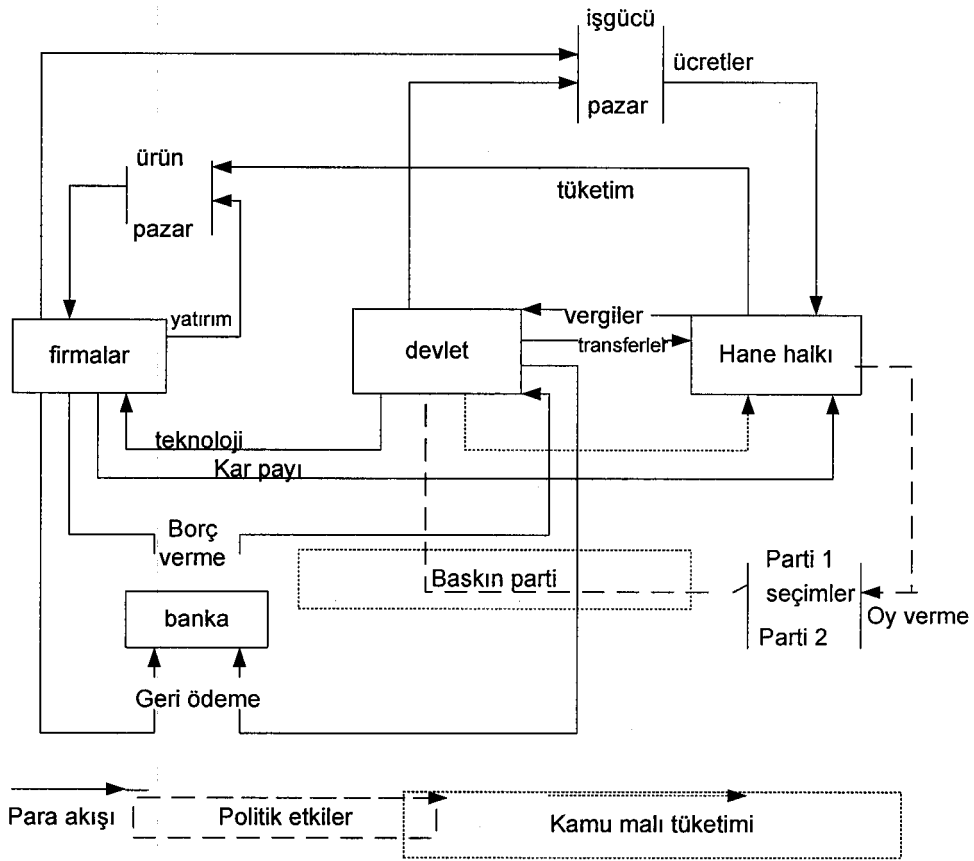 işgücü
ücretler
pazar
ürün
tüketim
pazar
yatırım
vergiler
firmalar
devlet
transferler
Hane halkı
teknoloji
Kar payı
Borç
verme
Baskın parti
Parti 1
seçimler
Oy verme
banka
Parti 2
Geri ödeme
Para akışı
Politik etkiler
Kamu malı tüketimi